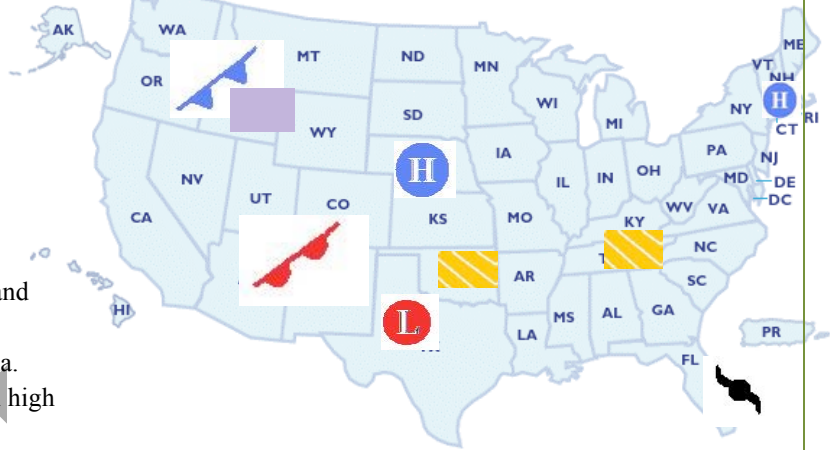 AK
WA
ME
MT
ND
VT
MN
NH
OR
H
WI
NY
SD
RI
MI
CT
WY
IA
PA
NJ
H
OH
NV
IL
IN
MD
DE
UT
CO
DC
WV
VA
CA
KS
MO
KY
NC
T
AR
SC
and
HI
MS
AL
GA
L
PR
LA
FL
a.
high